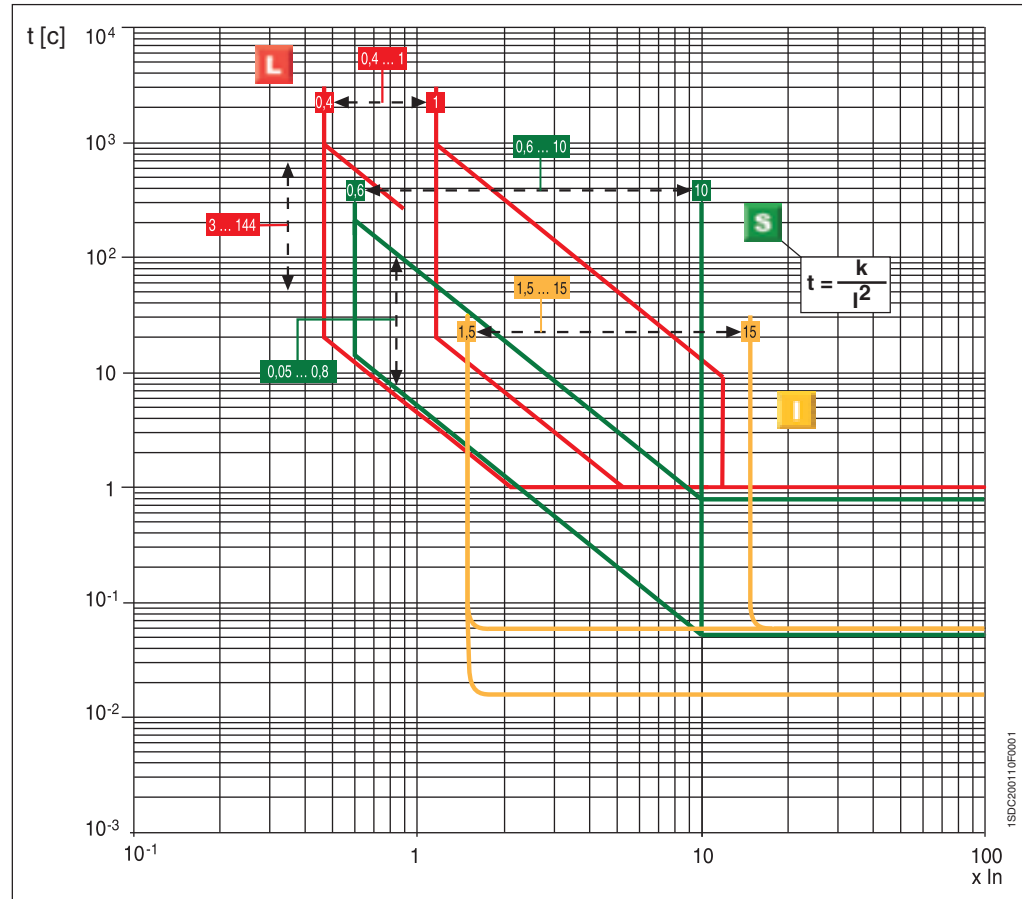 t [c]
10⁴
L
0,4 ... 1
0,4
1
10³
0,6 ... 10
0,6
10
3 ... 144
S
10²
t = k / I²
1,5 ... 15
1,5
15
10
0,05 ... 0,8
I
1
10⁻¹
10⁻²
10⁻³
10⁻¹
1
10
100
x In
1SDC200110F0001